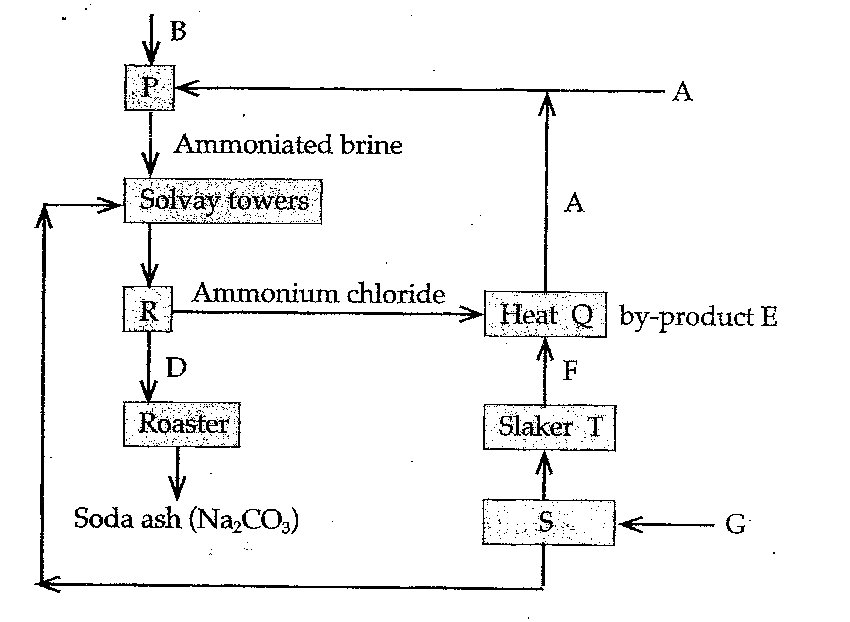 B
P
A
Ammoniated brine
Solvay towers
A
Ammonium chloride
R
Heat Q
by-product E
D
F
Roaster
Slaker T
Soda ash (Na₂CO₃)
S
G